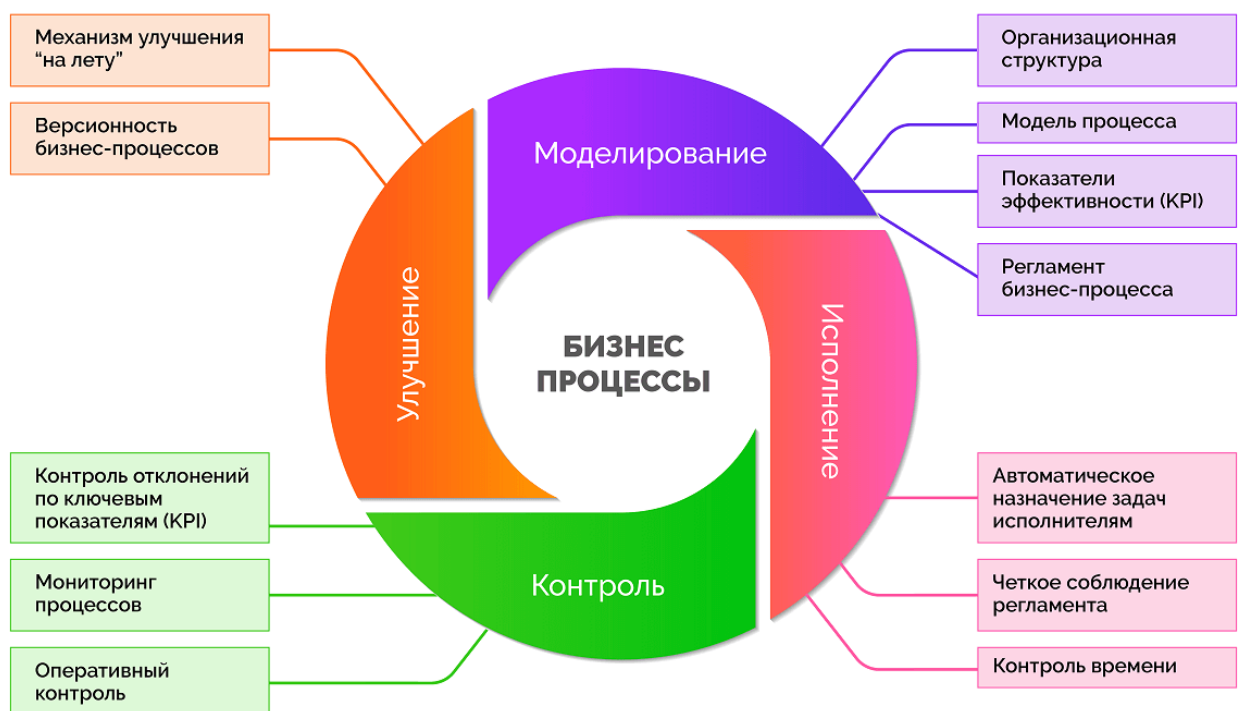 Механизм улучшения
“на лету”
Версионность
бизнес-процессов
Организационная
структура
Модель процесса
Показатели
эффективности (KPI)
Регламент
бизнес-процесса
Моделирование
Улучшение
БИЗНЕС
ПРОЦЕССЫ
Исполнение
Контроль
Контроль отклонений
по ключевым
показателям (KPI)
Мониторинг
процессов
Оперативный
контроль
Автоматическое
назначение задач
исполнителям
Четкое соблюдение
регламента
Контроль времени